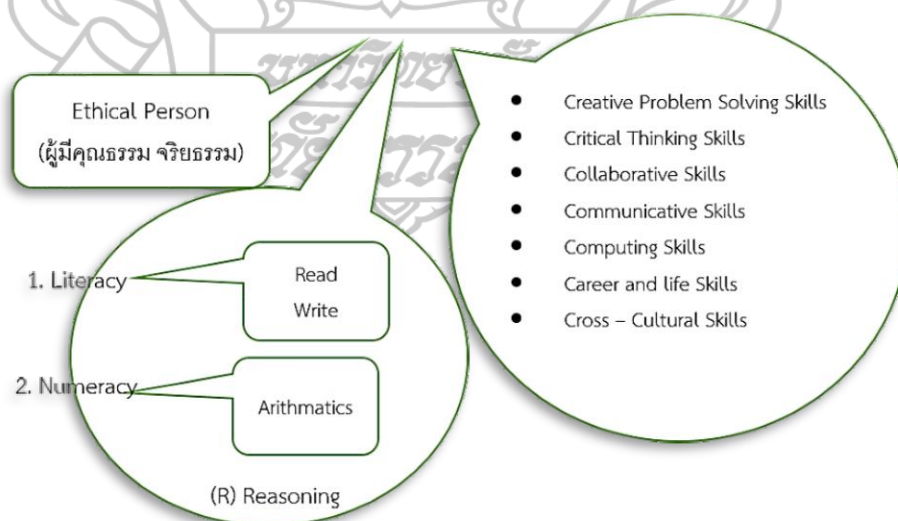 Ethical Person
(ผู้มีคุณธรรม จริยธรรม)
1. Literacy
Read
Write
2. Numeracy
Arithmatics
(R) Reasoning
• Creative Problem Solving Skills
• Critical Thinking Skills
• Collaborative Skills
• Communicative Skills
• Computing Skills
• Career and life Skills
• Cross – Cultural Skills